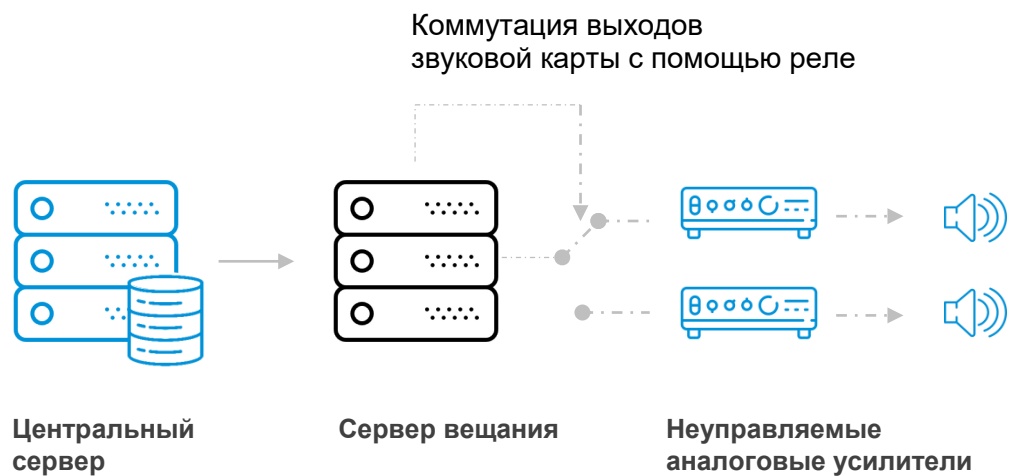 Коммутация выходов
звуковой карты с помощью реле
Центральный
сервер
Сервер вещания
Неуправляемые
аналоговые усилители